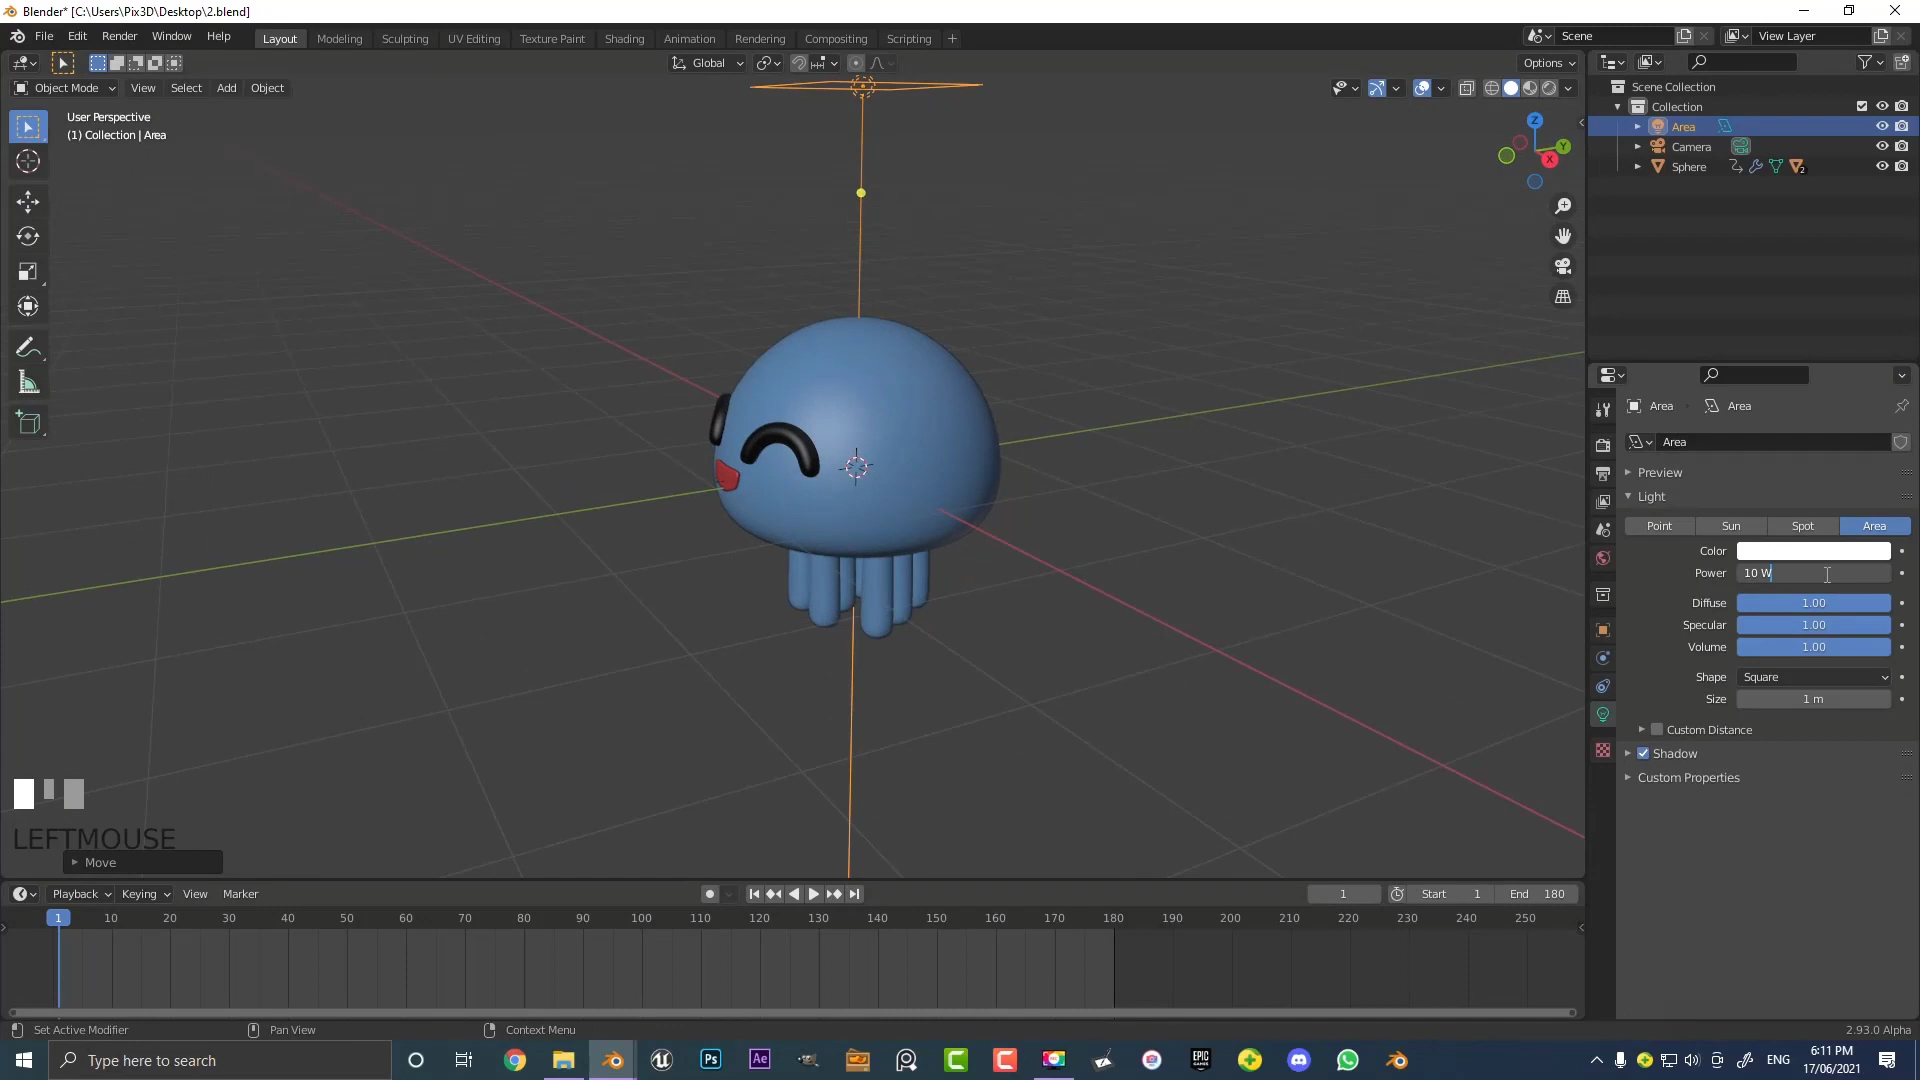 Blender* [C:\Users\Pix3D\Desktop\2.blend]
File Edit Render Window Help
Layout Modeling Sculpting UV Editing Texture Paint Shading Animation Rendering Compositing Scripting
Scene
View Layer
Global
Options
Object Mode View Select Add Object
User Perspective
(1) Collection | Area
Z
Y
X
Scene Collection
Collection
Area
Camera
Sphere
2
Area Area
Area
Preview
Light
Point Sun Spot Area
Color
Power 10 W
Diffuse 1.00
Specular 1.00
Volume 1.00
Shape Square
Size 1 m
Custom Distance
Shadow
Custom Properties
LEFTMOUSE
Move
Playback Keying View Marker
1 Start 1 End 180
1 10 20 30 40 50 60 70 80 90 100 110 120 130 140 150 160 170 180 190 200 210 220 230 240 250
Set Active Modifier Pan View Context Menu 2.93.0 Alpha
Type here to search
Ps
Ae
EPIC GAMES
ENG
6:11 PM
17/06/2021